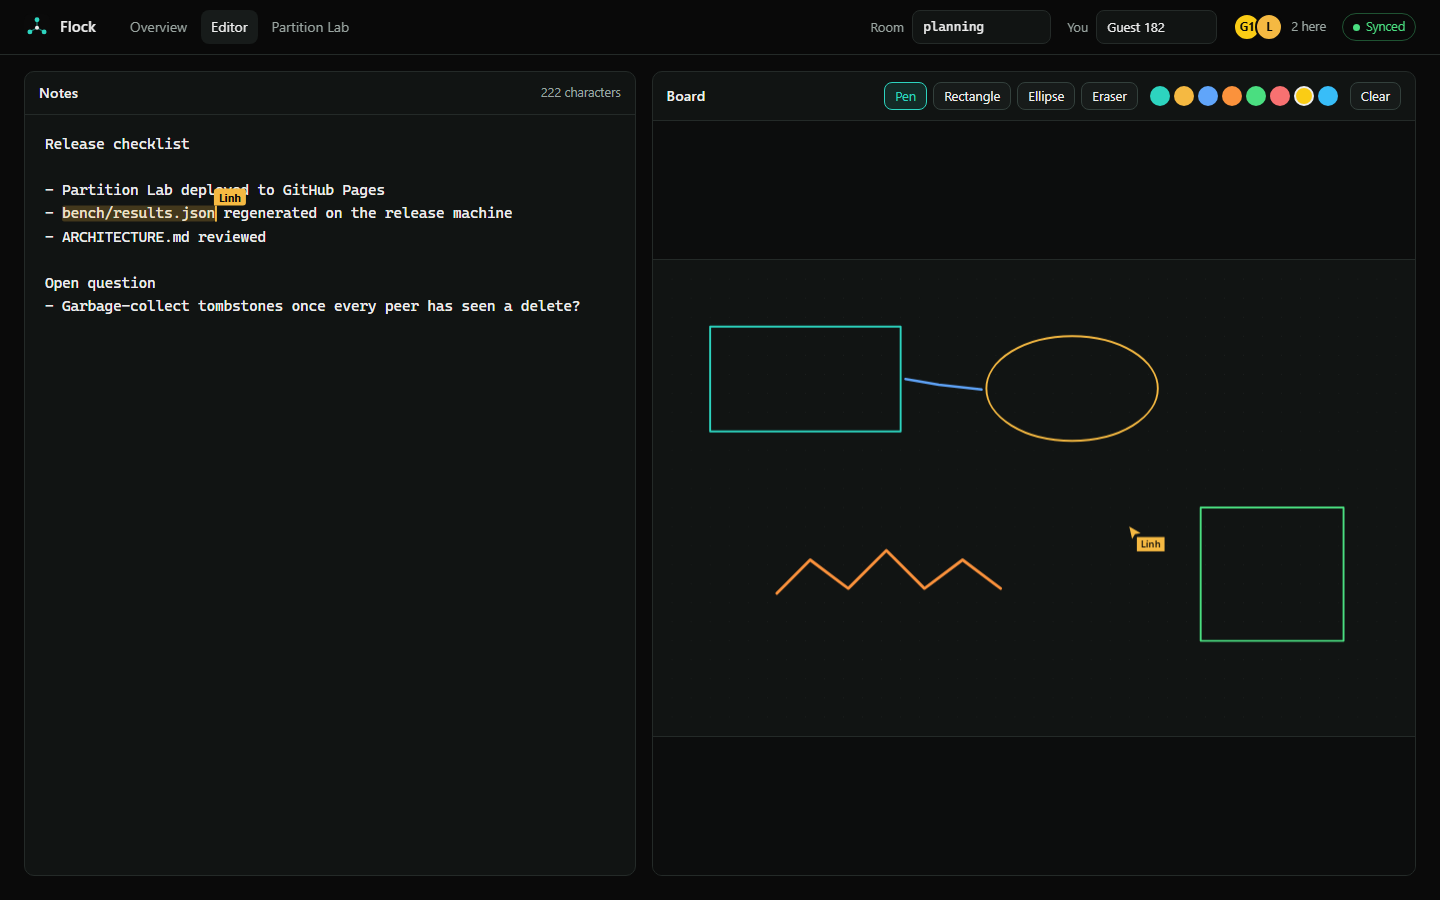 Flock
Overview
Editor
Partition Lab
Room
planning
You
Guest 182
G1
L
2 here
Synced
Notes
222 characters
Release checklist
- Partition Lab deployed to GitHub Pages
Linh
- bench/results.json regenerated on the release machine
- ARCHITECTURE.md reviewed
Open question
- Garbage-collect tombstones once every peer has seen a delete?
Board
Pen
Rectangle
Ellipse
Eraser
Clear
Linh